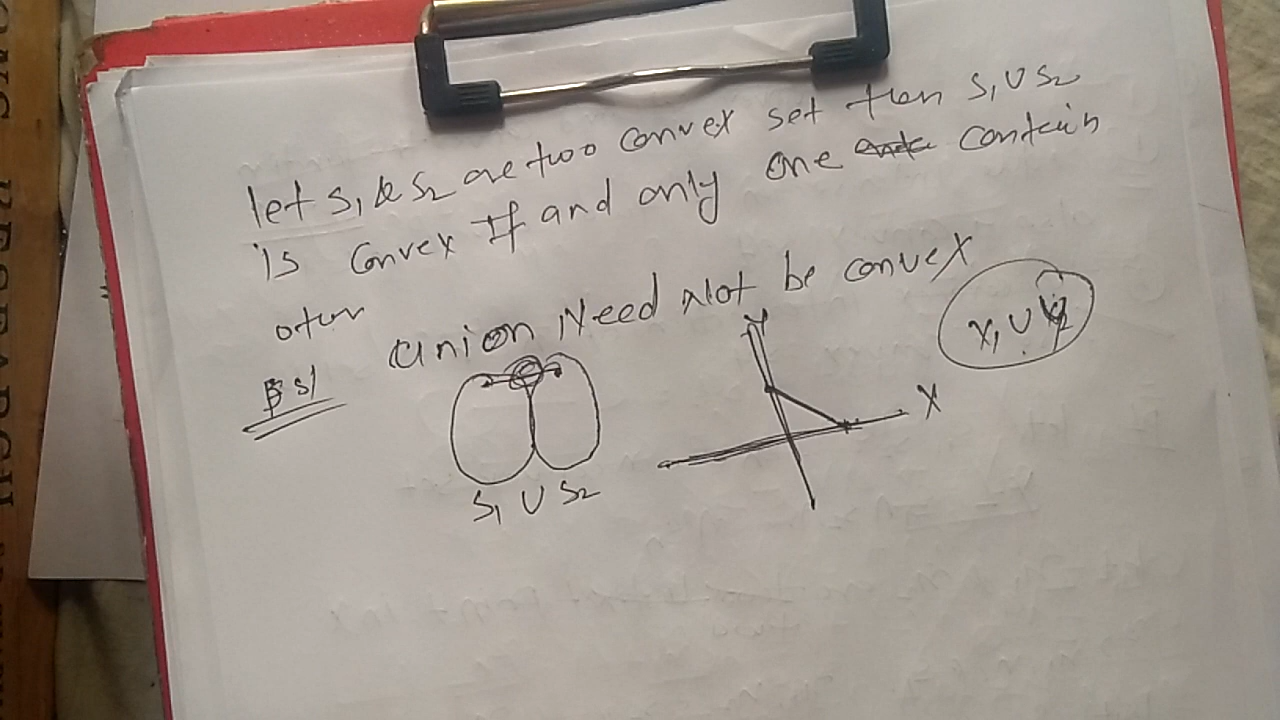 let S₁ & S₂ are two convex set then S₁ ∪ S₂
is Convex If and only one contain
other
union Need Not be convex
S₁ ∪ S₂
Y
X
X₁ ∪